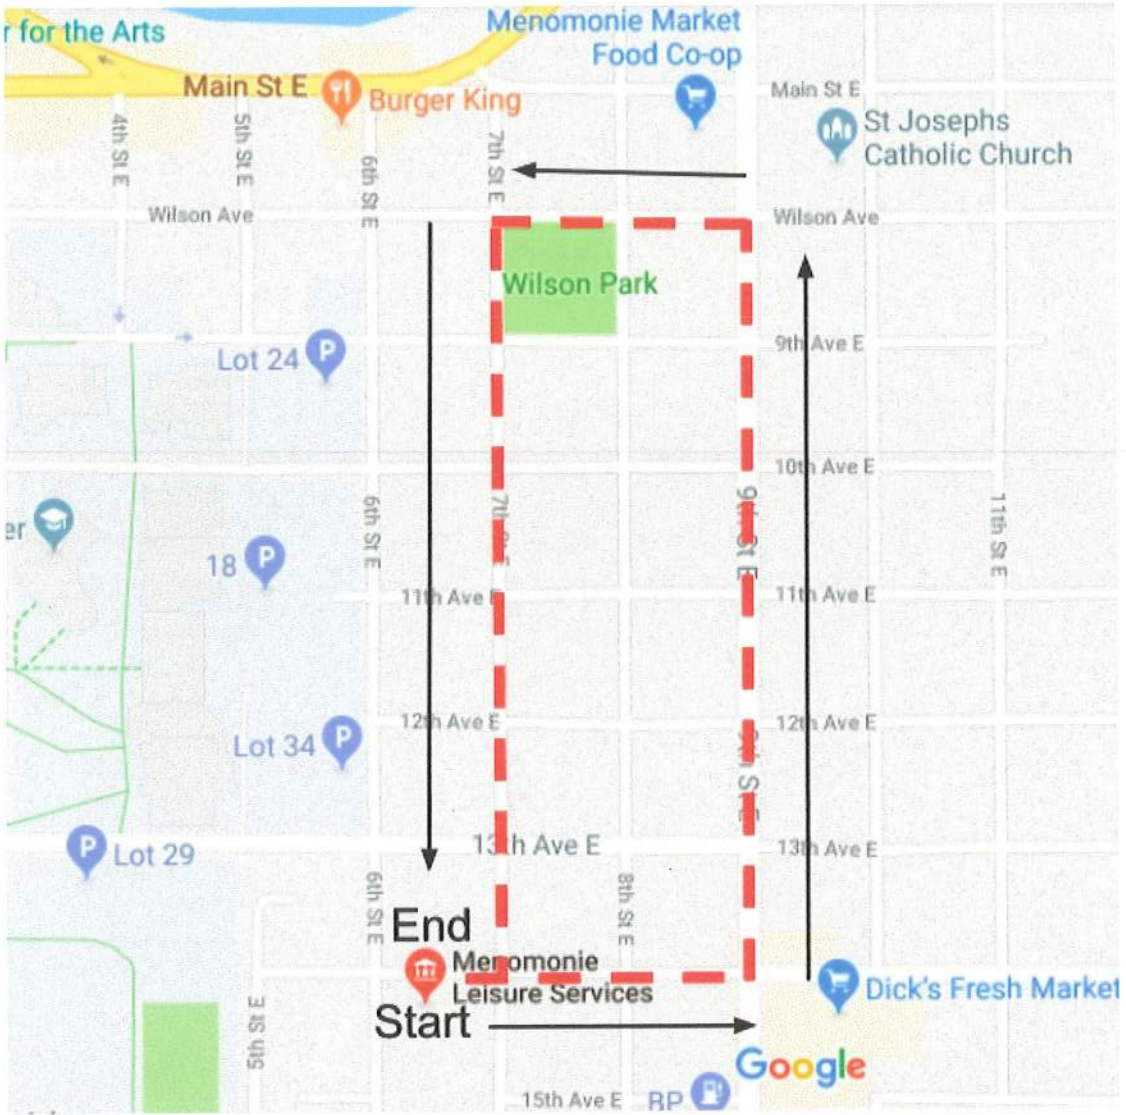 r for the Arts
Menomonie Market
Food Co-op
Main St E
Burger King
Main St E
St Josephs
Catholic Church
4th St E
5th St E
6th St E
7th St E
Wilson Ave
Wilson Ave
Wilson Park
Lot 24
9th Ave E
10th Ave E
er
18
6th St E
7th St E
9th St E
11th St E
11th Ave E
11th Ave E
12th Ave E
12th Ave E
Lot 34
9th St E
Lot 29
13th Ave E
13th Ave E
6th St E
8th St E
End
Menomonie
Leisure Services
Start
Dick's Fresh Market
5th St E
Google
15th Ave E
BP